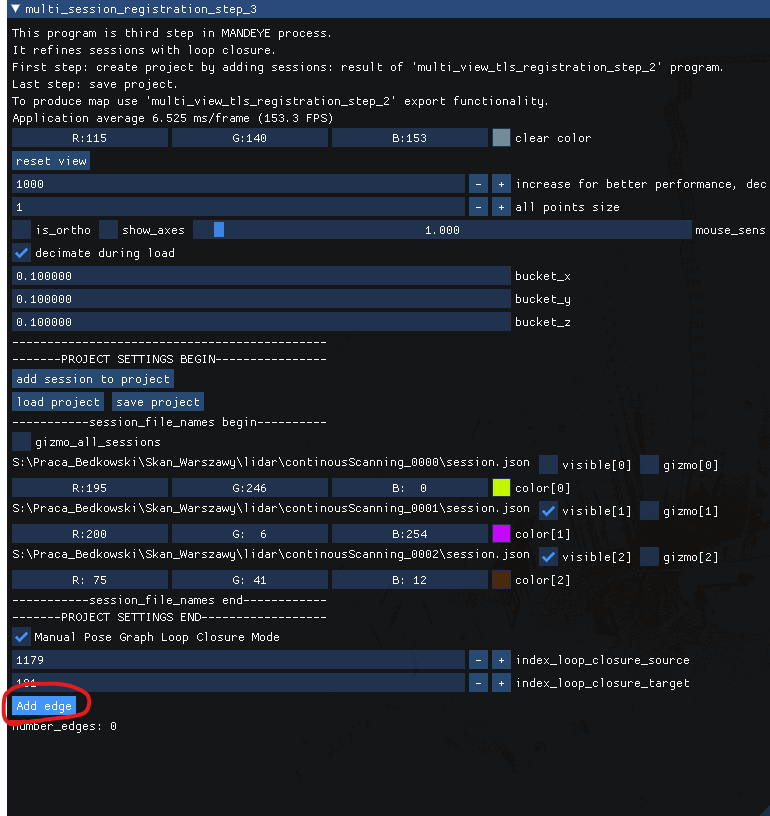 multi_session_registration_step_3
This program is third step in MANDEYE process.
It refines sessions with loop closure.
First step: create project by adding sessions: result of 'multi_view_tls_registration_step_2' program.
Last step: save project.
To produce map use 'multi_view_tls_registration_step_2' export functionality.
Application average 6.525 ms/frame (153.3 FPS)
R:115 G:140 B:153 clear color
reset view
1000 - + increase for better performance, dec
1 - + all points size
is_ortho show_axes 1.000 mouse_sens
decimate during load
0.100000 bucket_x
0.100000 bucket_y
0.100000 bucket_z
-----------------------------------------
-------PROJECT SETTINGS BEGIN----------------
add session to project
load project save project
-----------session_file_names begin----------
gizmo_all_sessions
S:\Praca_Bedkowski\Skan_Warszawy\lidar\continousScanning_0000\session.json visible[0] gizmo[0]
R:195 G:246 B: 0 color[0]
S:\Praca_Bedkowski\Skan_Warszawy\lidar\continousScanning_0001\session.json visible[1] gizmo[1]
R:200 G: 6 B:254 color[1]
S:\Praca_Bedkowski\Skan_Warszawy\lidar\continousScanning_0002\session.json visible[2] gizmo[2]
R: 75 G: 41 B: 12 color[2]
-----------session_file_names end------------
-------PROJECT SETTINGS END------------------
Manual Pose Graph Loop Closure Mode
1179 - + index_loop_closure_source
181 - + index_loop_closure_target
Add edge
number_edges: 0